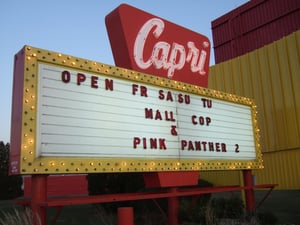 Capri
OPEN FR SA SU TU
MALL COP
&
PINK PANTHER 2